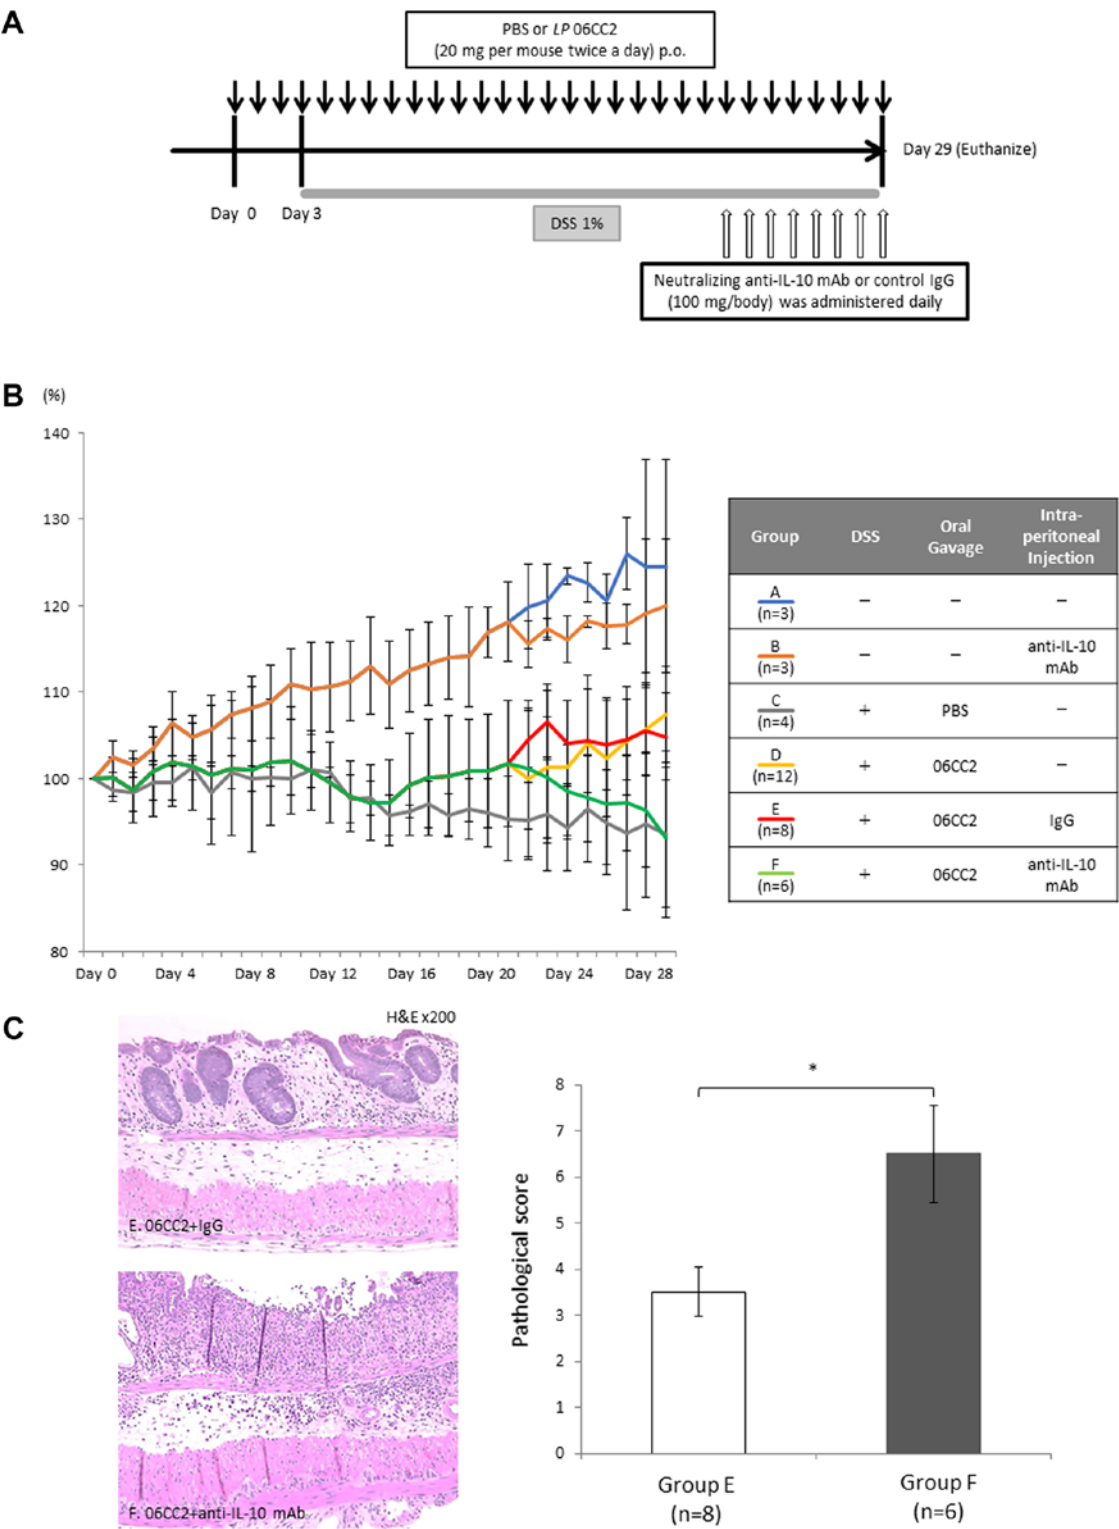 A
PBS or LP 06CC2
(20 mg per mouse twice a day) p.o.
Day 29 (Euthanize)
Day 0 Day 3
DSS 1%
Neutralizing anti-IL-10 mAb or control IgG
(100 mg/body) was administered daily
B
(%)
140
130
120
110
100
90
80
Day 0 Day 4 Day 8 Day 12 Day 16 Day 20 Day 24 Day 28
Group DSS Oral Gavage Intra-peritoneal Injection
A (n=3) − − −
B (n=3) − − anti-IL-10 mAb
C (n=4) + PBS −
D (n=12) + 06CC2 −
E (n=8) + 06CC2 IgG
F (n=6) + 06CC2 anti-IL-10 mAb
C
H&E x200
E. 06CC2+IgG
F. 06CC2+anti-IL-10 mAb
Pathological score
8
7
6
5
4
3
2
1
0
*
Group E
(n=8)
Group F
(n=6)